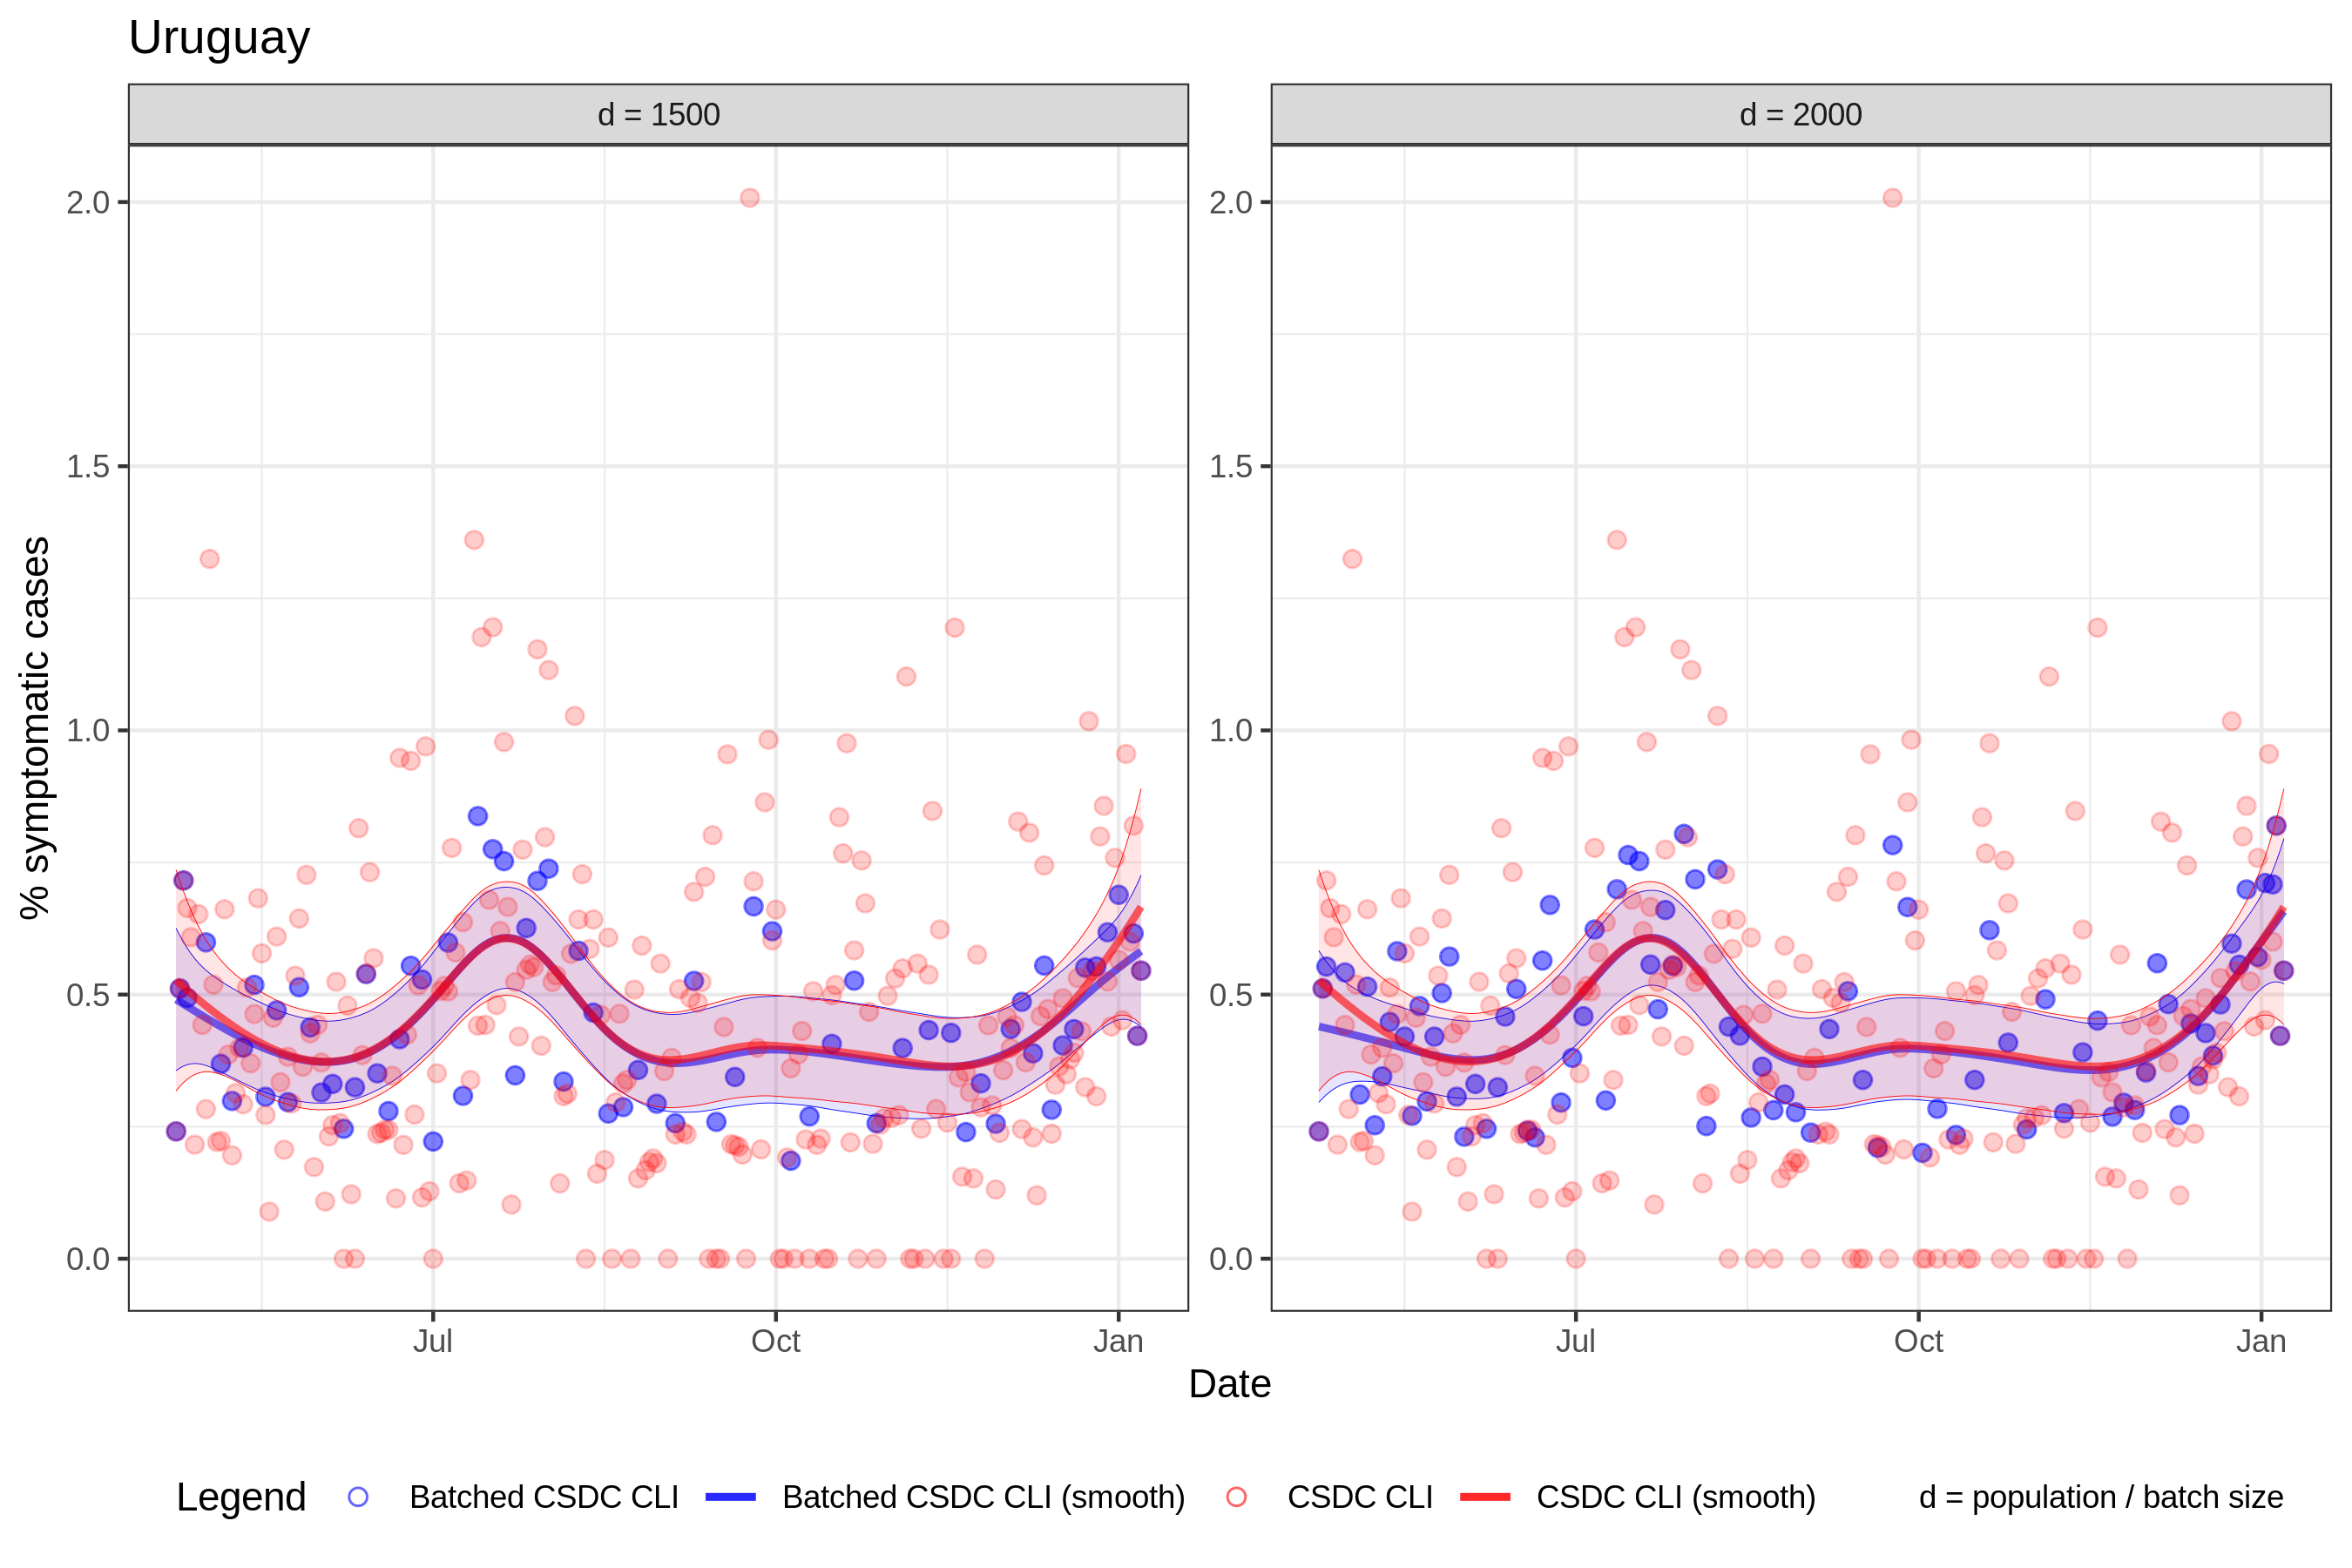 Uruguay
d = 1500
d = 2000
% symptomatic cases
2.0
1.5
1.0
0.5
0.0
2.0
1.5
1.0
0.5
0.0
Jul
Oct
Jan
Jul
Oct
Jan
Date
Legend Batched CSDC CLI Batched CSDC CLI (smooth) CSDC CLI CSDC CLI (smooth) d = population / batch size